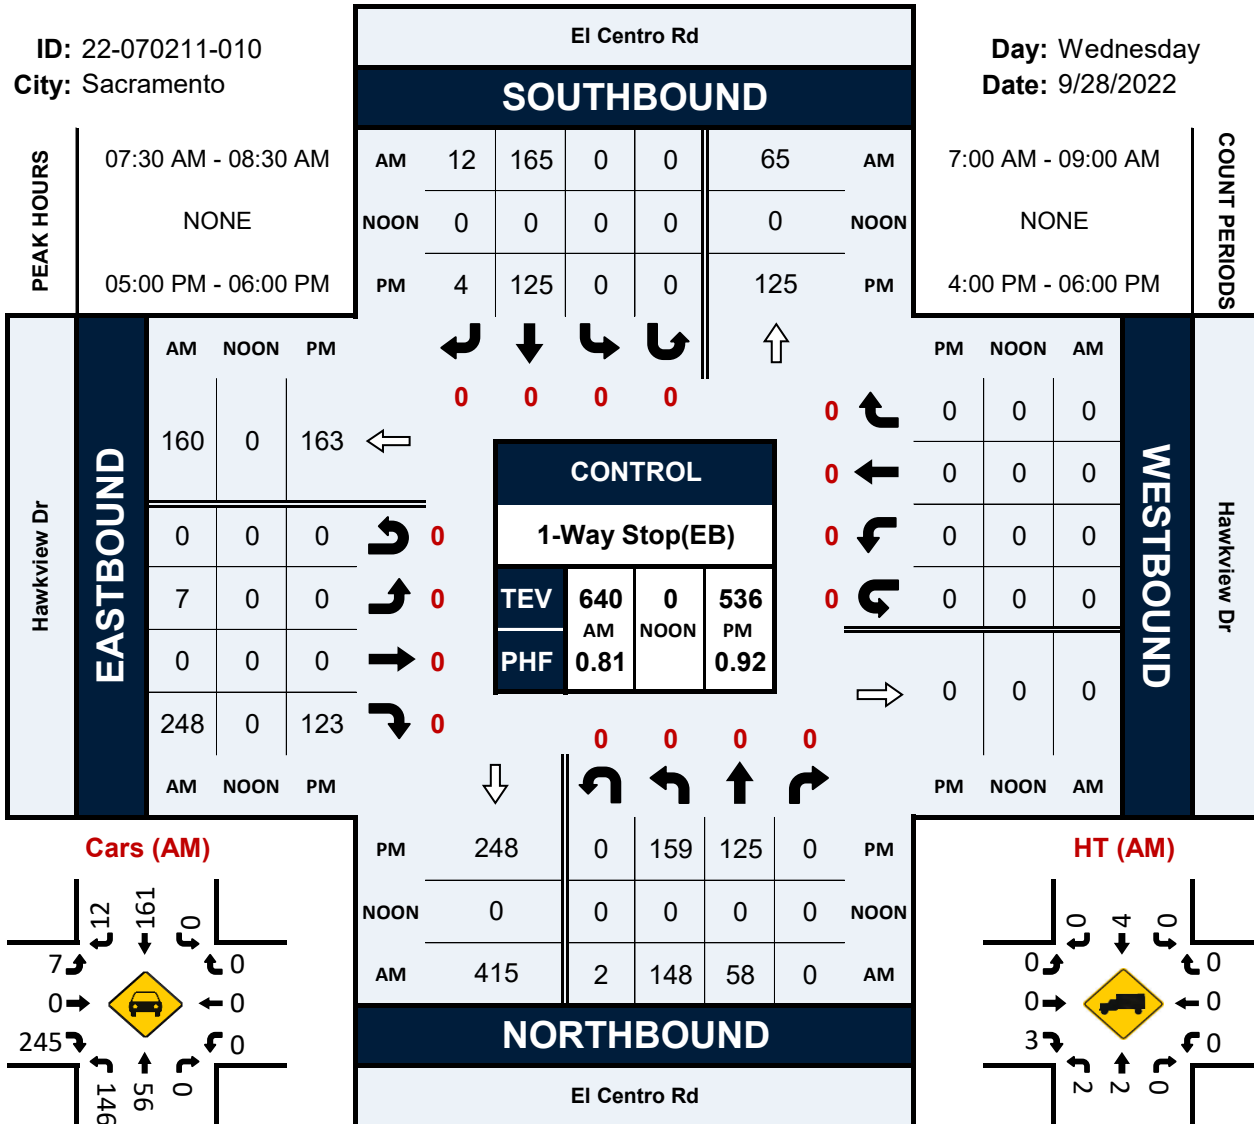 El Centro Rd
ID: 22-070211-010
Day: Wednesday
City: Sacramento
Date: 9/28/2022
SOUTHBOUND
PEAK HOURS
07:30 AM - 08:30 AM
NONE
05:00 PM - 06:00 PM
AM 12 165 0 0 65 AM
NOON 0 0 0 0 0 NOON
PM 4 125 0 0 125 PM
7:00 AM - 09:00 AM
NONE
4:00 PM - 06:00 PM
COUNT PERIODS
0 0 0 0
Hawkview Dr
EASTBOUND
AM NOON PM
160 0 163
0 0 0 0
7 0 0 0
0 0 0 0
248 0 123 0
AM NOON PM
CONTROL
1-Way Stop(EB)
TEV 640 0 536
AM NOON PM
PHF 0.81 0.92
PM NOON AM
0 0 0 0
0 0 0 0
0 0 0 0
0 0 0 0
0 0 0
PM NOON AM
WESTBOUND
Hawkview Dr
0 0 0 0
PM 248 0 159 125 0 PM
NOON 0 0 0 0 0 NOON
AM 415 2 148 58 0 AM
NORTHBOUND
El Centro Rd
Cars (AM)
12 161 0
7 0
0 0
245 0
146 56 0
HT (AM)
0 4 0
0 0
0 0
3 0
2 2 0